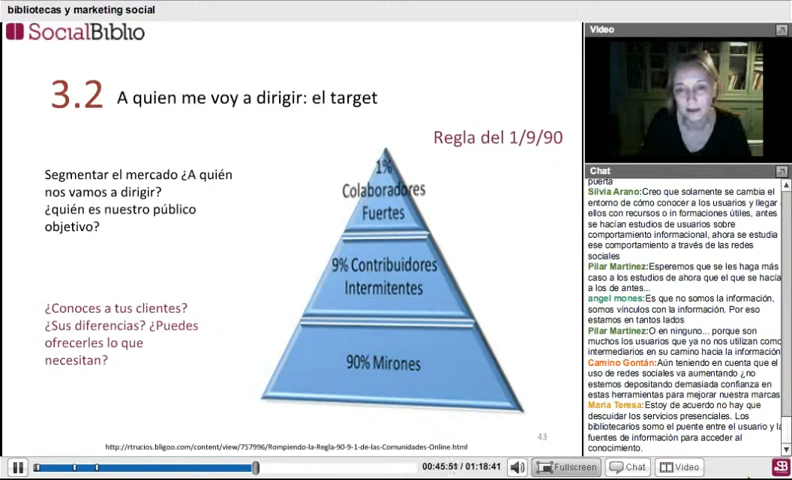 bibliotecas y marketing social
SocialBiblio
3.2 A quien me voy a dirigir: el target
Regla del 1/9/90
Segmentar el mercado ¿A quién
nos vamos a dirigir?
¿quién es nuestro público
objetivo?
¿Conoces a tus clientes?
¿Sus diferencias? ¿Puedes
ofrecerles lo que
necesitan?
1%
Colaboradores
Fuertes
9% Contribuidores
Intermitentes
90% Mirones
43
http://rtrucios.bligoo.com/content/view/757996/Rompiendo-la-Regla-90-9-1-de-las-Comunidades-Online.html
Video
Chat
puerta
Silvia Arano:Creo que solamente se cambia el
entorno de cómo conocer a los usuarios y llegar
ellos con recursos o in formaciones útiles, antes
se hacían estudios de usuarios sobre
comportamiento informacional, ahora se estudia
ese comportamiento a través de las redes
sociales
Pilar Martínez:Esperemos que se les haga más
caso a los estudios de ahora que el que se hacía
a los de antes...
angel mones:Es que no somos la información,
somos vínculos con la información. Por eso
estamos en tantos lados
Pilar Martínez:O en ninguno... porque son
muchos los usuarios que ya no nos utilizan como
intermediarios en su camino hacia la información
Camino Gontán:Aún teniendo en cuenta que el
uso de redes sociales va aumentando ¿no
estemos depositando demasiada confianza en
estas herramientas para mejorar nuestra marcas
Maria Teresa:Estoy de acuerdo no hay que
descuidar los servicios presenciales. Los
bibliotecarios somo el puente entre el usuario y la
fuentes de información para acceder al
conocimiento.
00:45:51 / 01:18:41
Fullscreen
Chat
Video
SB